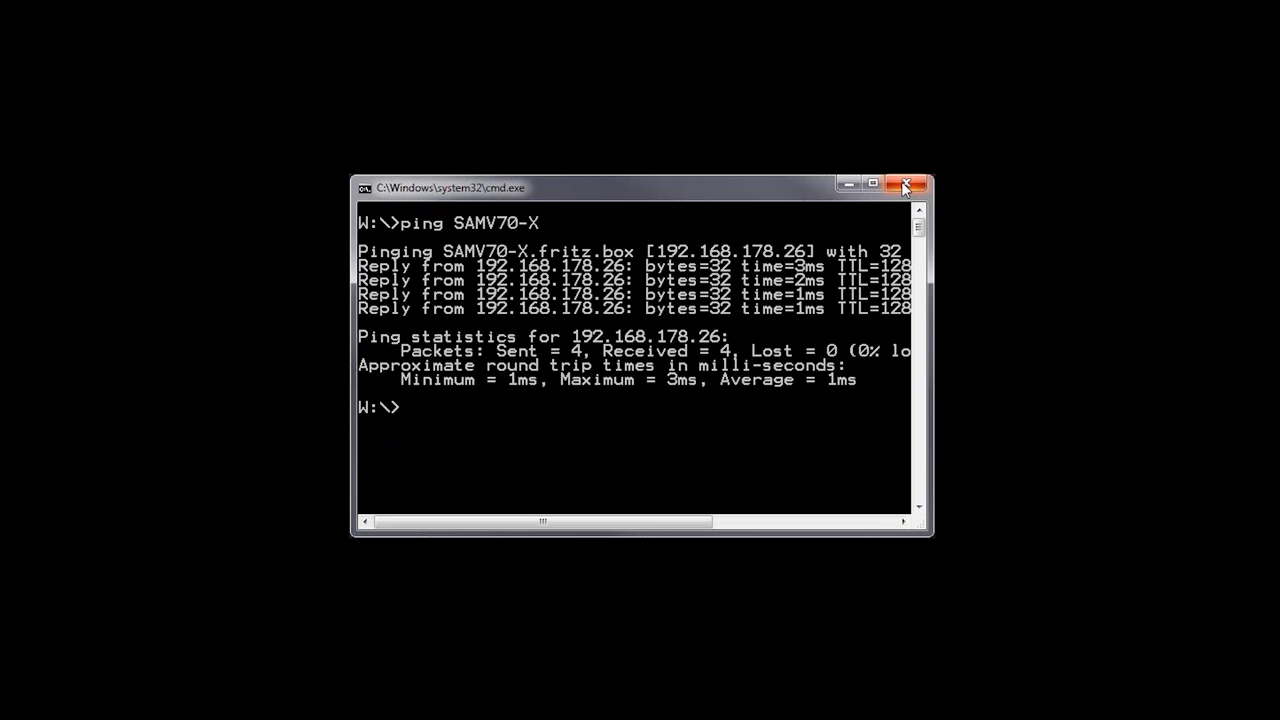 C:\Windows\system32\cmd.exe
W:\>ping SAMV70-X
Pinging SAMV70-X.fritz.box [192.168.178.26] with 32
Reply from 192.168.178.26: bytes=32 time=3ms TTL=128
Reply from 192.168.178.26: bytes=32 time=2ms TTL=128
Reply from 192.168.178.26: bytes=32 time=1ms TTL=128
Reply from 192.168.178.26: bytes=32 time=1ms TTL=128
Ping statistics for 192.168.178.26:
Packets: Sent = 4, Received = 4, Lost = 0 (0% lo
Approximate round trip times in milli-seconds:
Minimum = 1ms, Maximum = 3ms, Average = 1ms
W:\>